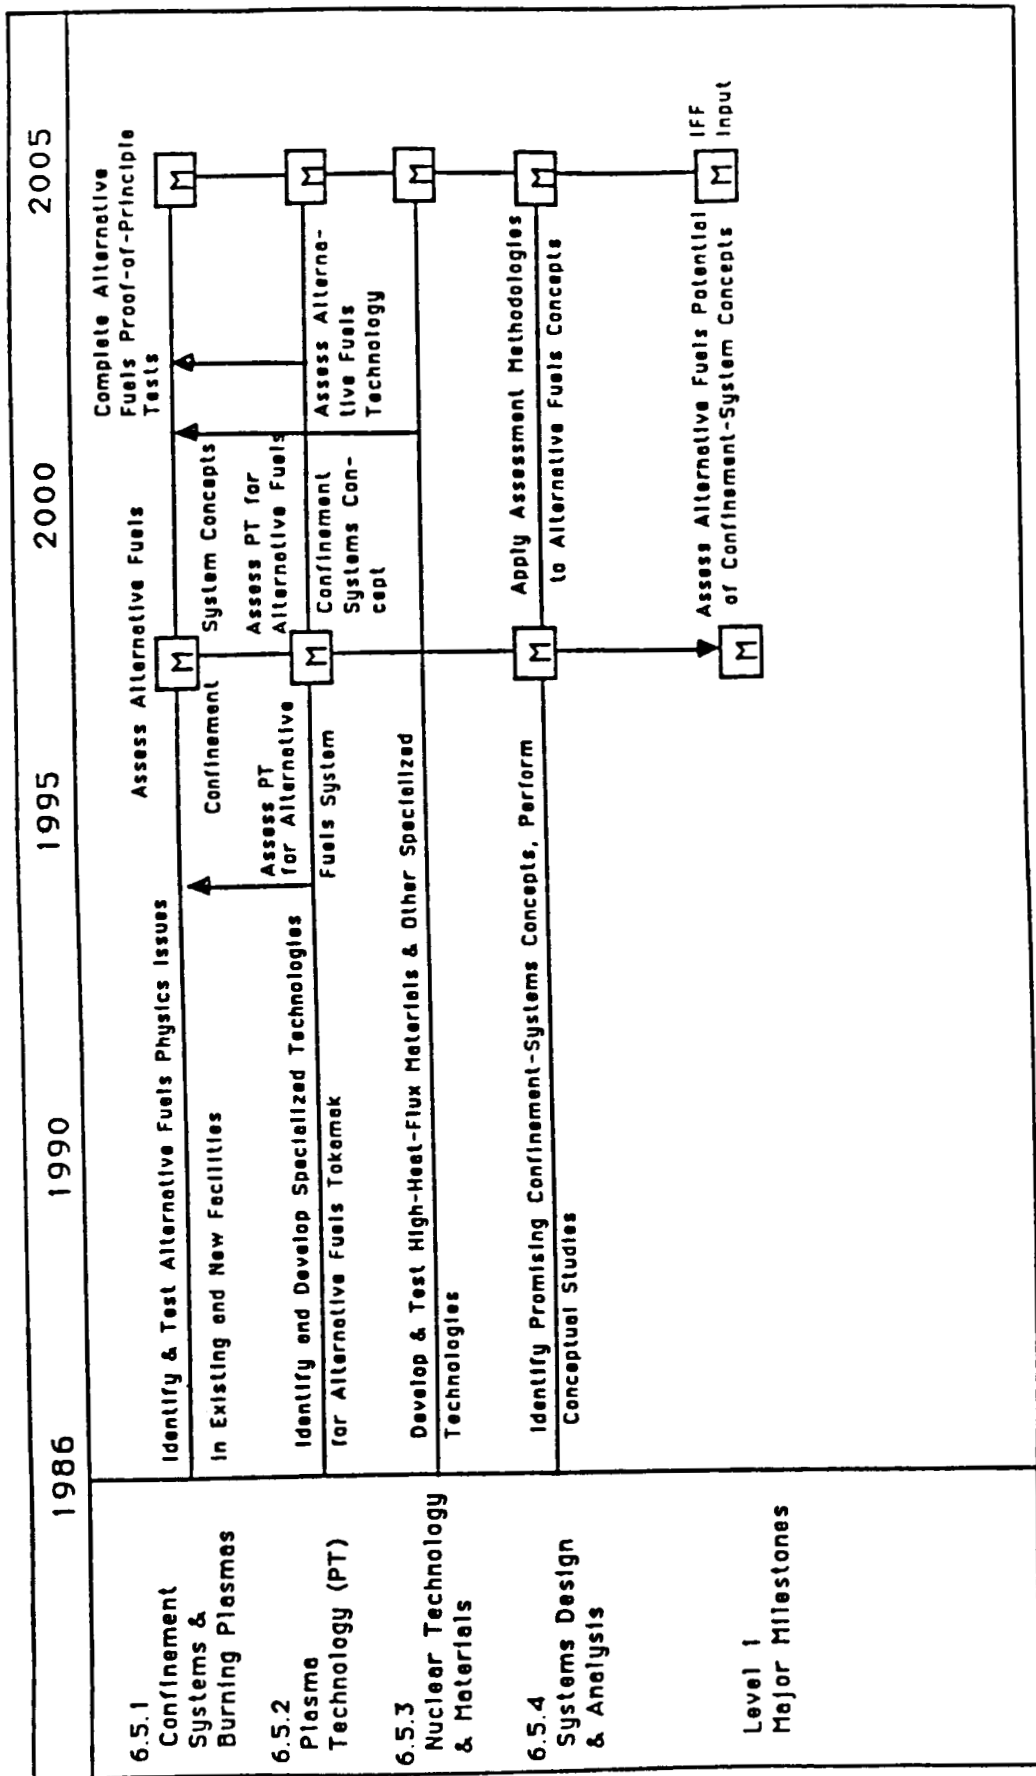 1986 1990 1995 2000 2005
6.5.1
Confinement
Systems &
Burning Plasmas
Identify & Test Alternative Fuels Physics Issues
in Existing and New Facilities
Assess Alternative Fuels
Confinement System Concepts
Complete Alternative
Fuels Proof-of-Principle
Tests
M
M
6.5.2
Plasma
Technology (PT)
Identify and Develop Specialized Technologies
for Alternative Fuels Tokamak
Assess PT
for Alternative
Fuels System
Assess PT for
Alternative Fuels
Confinement
Systems Con-
cept
Assess Alterna-
tive Fuels
Technology
M
M
6.5.3
Nuclear Technology
& Materials
Develop & Test High-Heat-Flux Materials & Other Specialized
Technologies
M
6.5.4
Systems Design
& Analysis
Identify Promising Confinement-Systems Concepts, Perform
Conceptual Studies
Apply Assessment Methodologies
to Alternative Fuels Concepts
M
M
Level I
Major Milestones
Assess Alternative Fuels Potential
of Confinement-System Concepts
M
M
IFF
Input